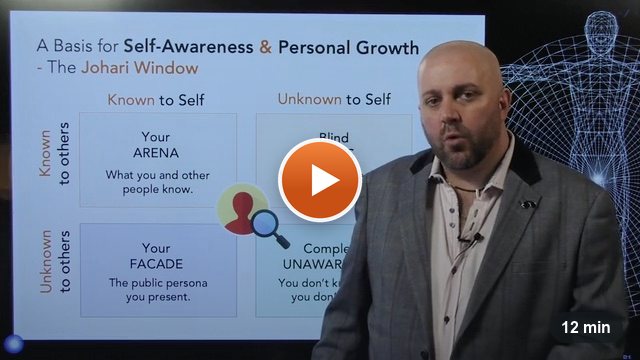 A Basis for Self-Awareness & Personal Growth
- The Johari Window
Known to Self
Unknown to Self
Known
to others
Your
ARENA
What you and other
people know.
Blind
Unknown
to others
Your
FACADE
The public persona
you present.
You don't
you don't
12 min